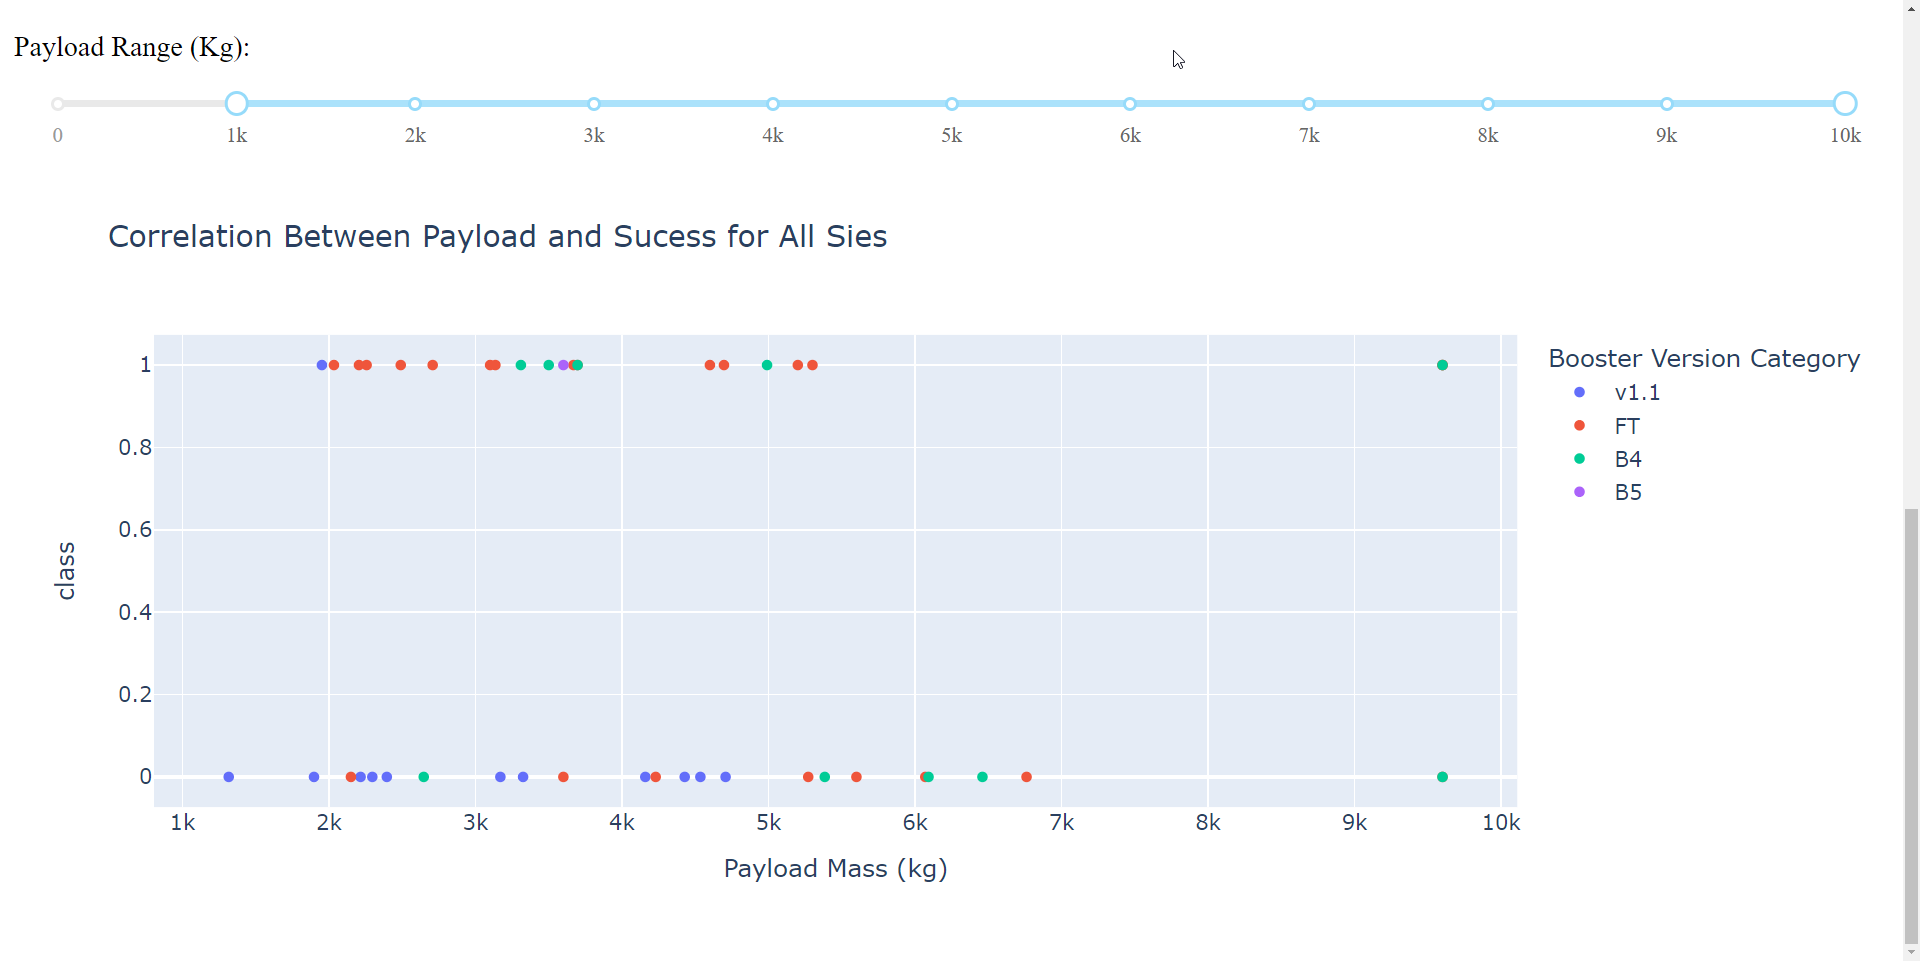 Payload Range (Kg):
0 1k 2k 3k 4k 5k 6k 7k 8k 9k 10k
Correlation Between Payload and Sucess for All Sies
Booster Version Category
v1.1
FT
B4
B5
1
0.8
0.6
0.4
0.2
0
class
1k 2k 3k 4k 5k 6k 7k 8k 9k 10k
Payload Mass (kg)